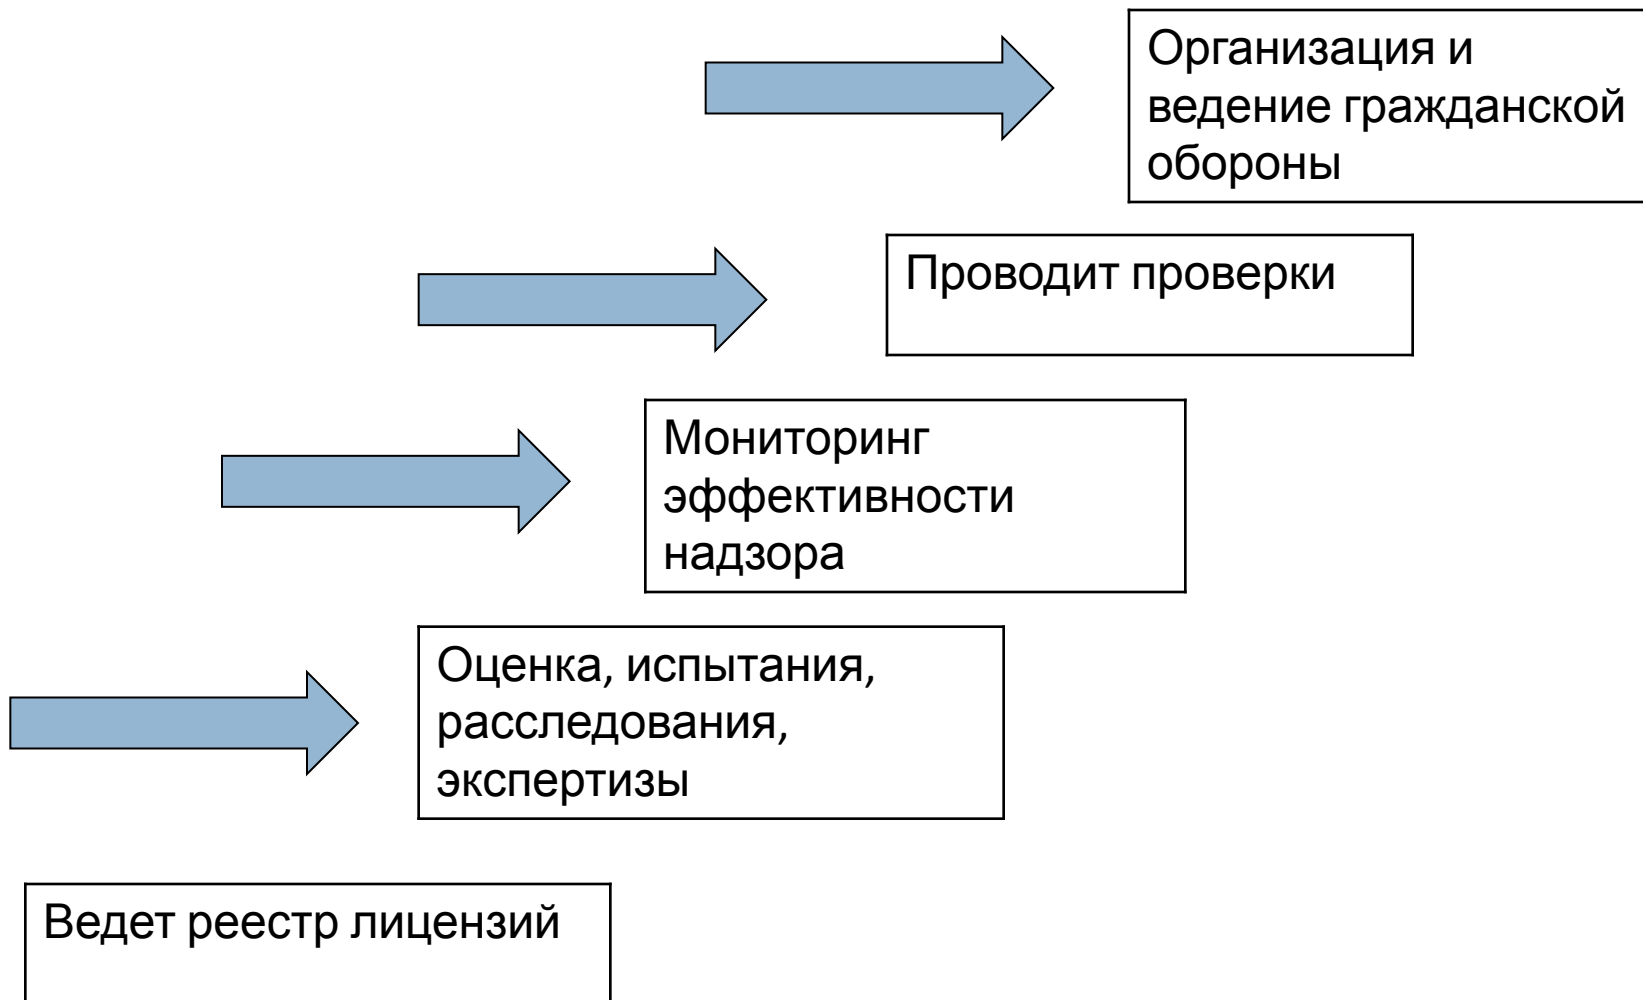 Организация и
ведение гражданской
обороны
Проводит проверки
Мониторинг
эффективности
надзора
Оценка, испытания,
расследования,
экспертизы
Ведет реестр лицензий